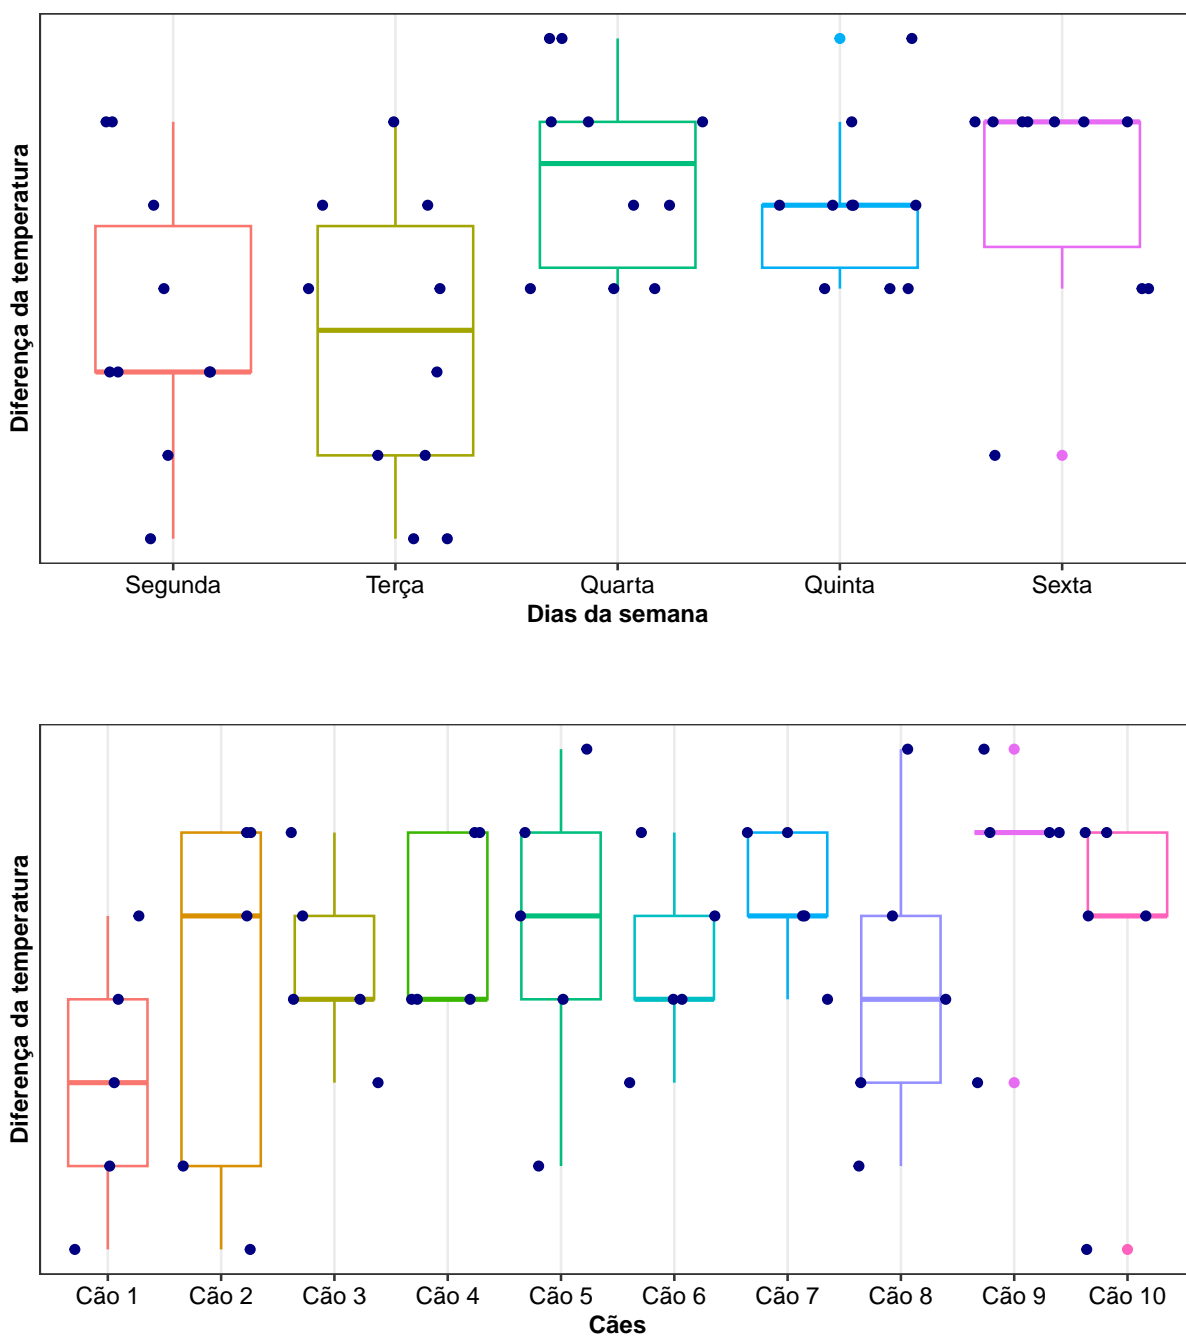 Diferença da temperatura
Segunda Terça Quarta Quinta Sexta
Dias da semana
Diferença da temperatura
Cão 1 Cão 2 Cão 3 Cão 4 Cão 5 Cão 6 Cão 7 Cão 8 Cão 9 Cão 10
Cães